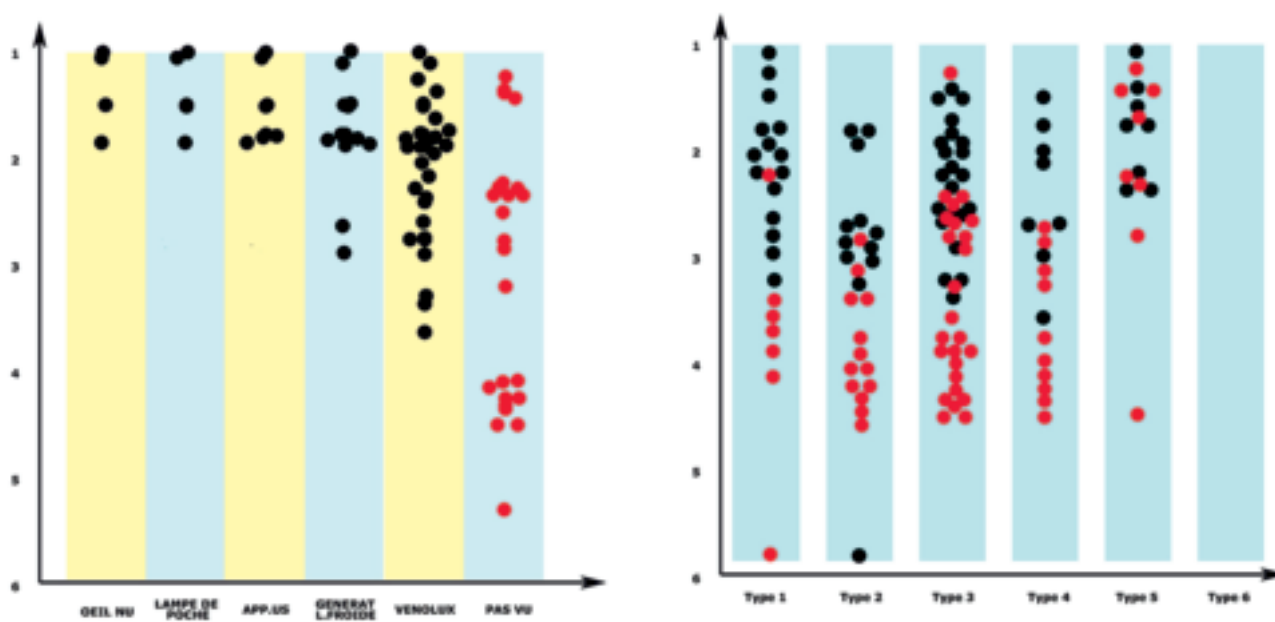 1
2
3
4
5
6
OEIL NU
LAMPE DE
POCHE
APP.US
GENERAT
L.FROIDE
VENOLUX
PAS VU
1
2
3
4
5
6
Type 1
Type 2
Type 3
Type 4
Type 5
Type 6